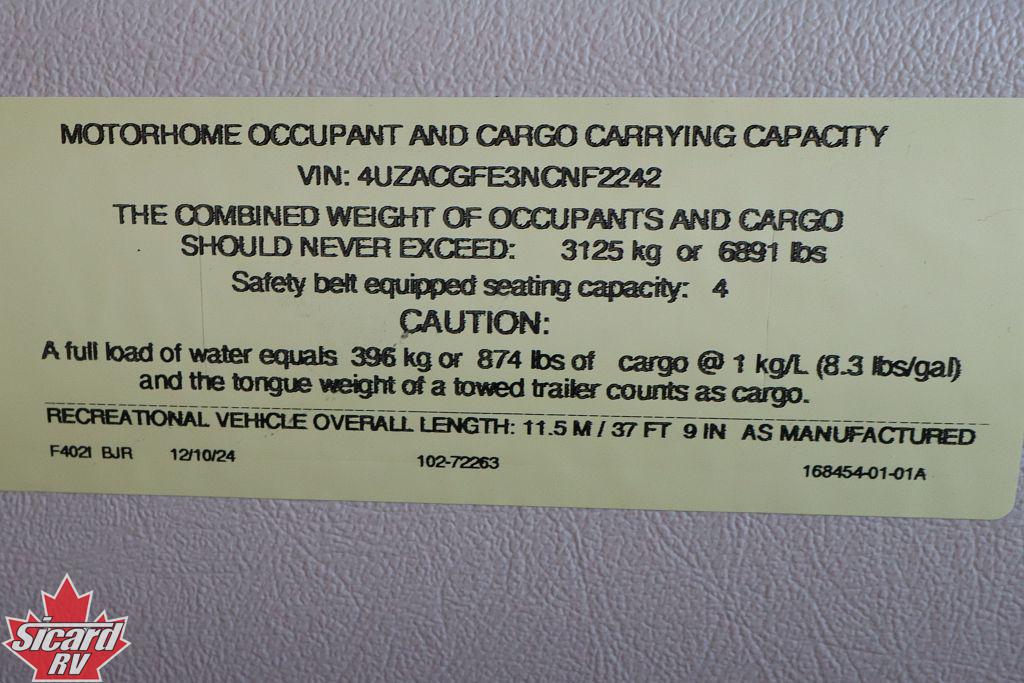 MOTORHOME OCCUPANT AND CARGO CARRYING CAPACITY
VIN: 4UZACGFE3NCNF2242
THE COMBINED WEIGHT OF OCCUPANTS AND CARGO
SHOULD NEVER EXCEED: 3125 kg or 6891 lbs
Safety belt equipped seating capacity: 4
CAUTION:
A full load of water equals 396 kg or 874 lbs of cargo @ 1 kg/L (8.3 lbs/gal)
and the tongue weight of a towed trailer counts as cargo.
RECREATIONAL VEHICLE OVERALL LENGTH: 11.5 M / 37 FT 9 IN AS MANUFACTURED
F4021 BJR 12/10/24 102-72263 168454-01-01A
Sicard
RV